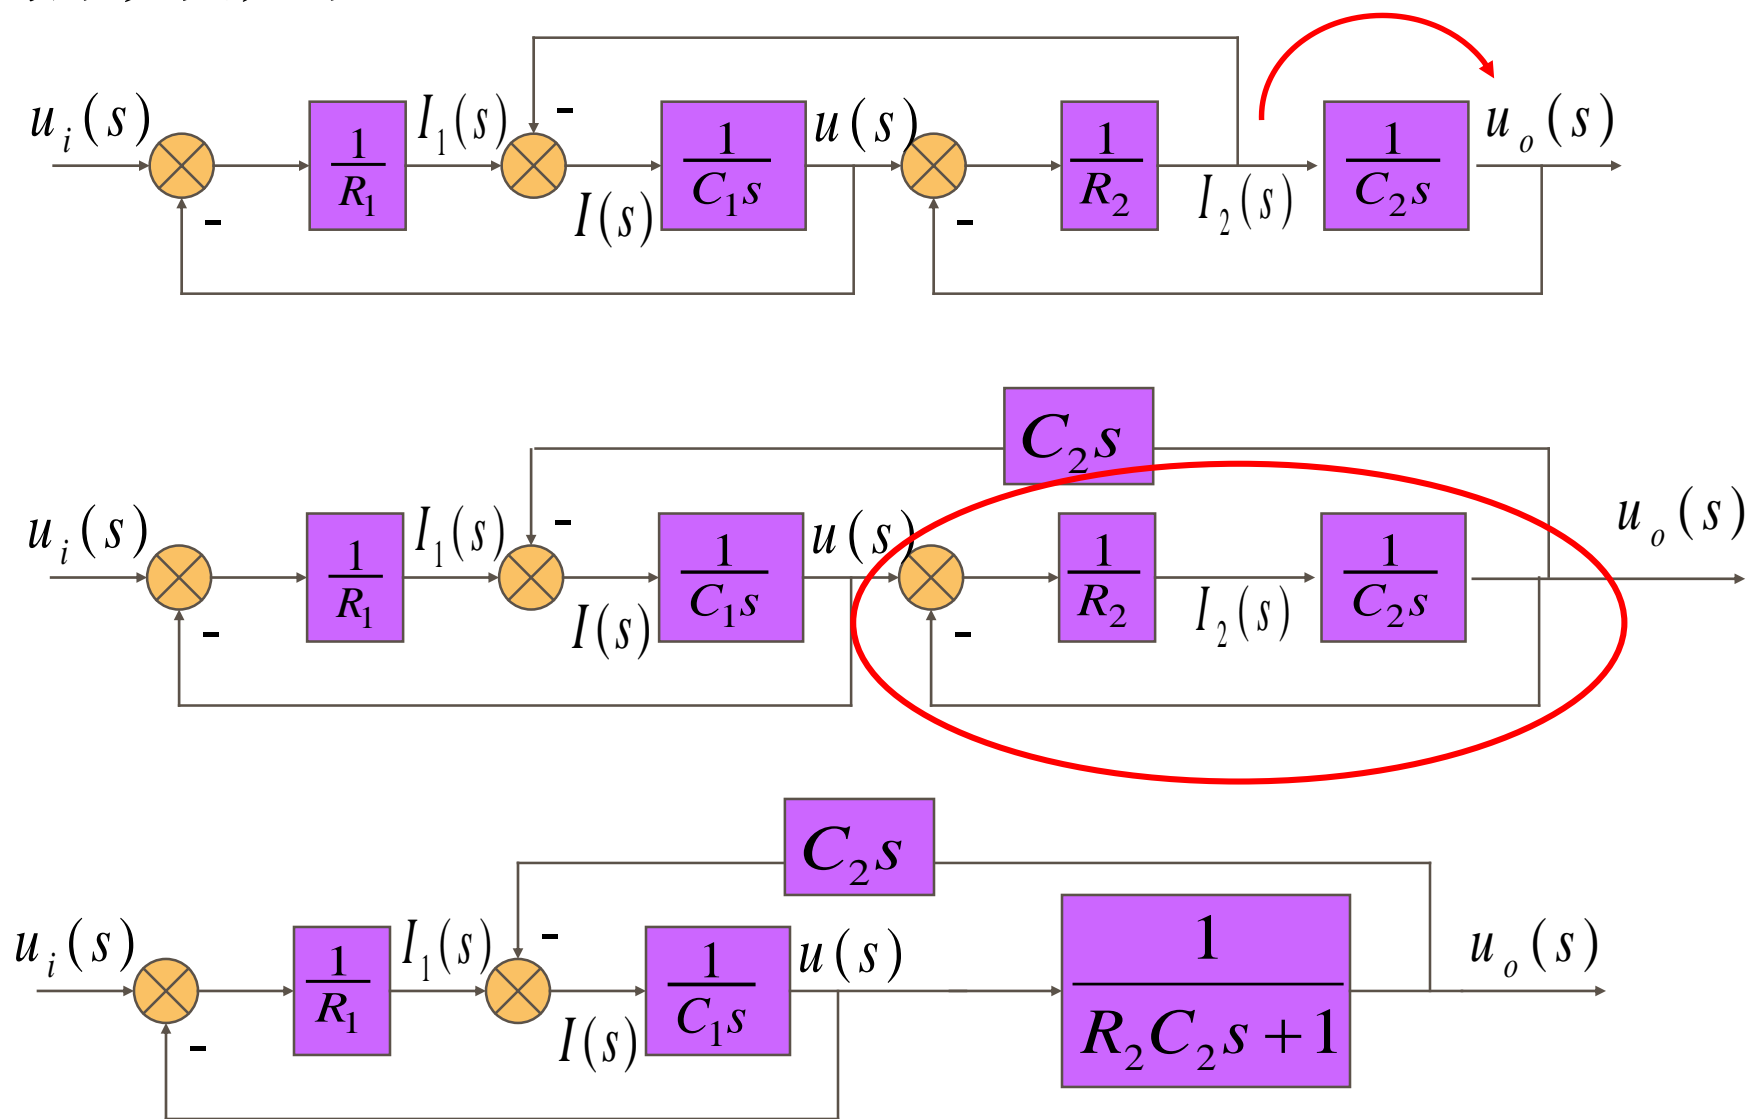 u_i(s) 1/R_1 I_1(s) - I(s) 1/(C_1 s) u(s) 1/R_2 I_2(s) 1/(C_2 s) u_o(s)
- -
C_2 s
u_i(s) 1/R_1 I_1(s) - I(s) 1/(C_1 s) u(s) 1/R_2 I_2(s) 1/(C_2 s) u_o(s)
- -
C_2 s
u_i(s) 1/R_1 I_1(s) - I(s) 1/(C_1 s) u(s) 1/(R_2 C_2 s + 1) u_o(s)
-